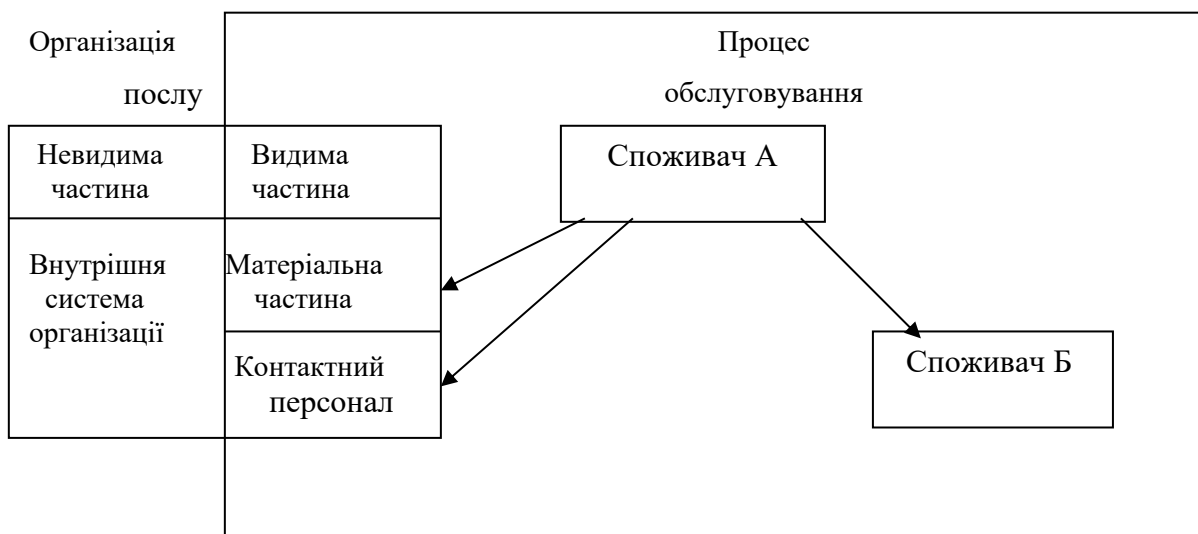 Організація
послу
Процес
обслуговування
Невидима
частина
Видима
частина
Споживач А
Внутрішня
система
організації
Матеріальна
частина
Контактний
персонал
Споживач Б